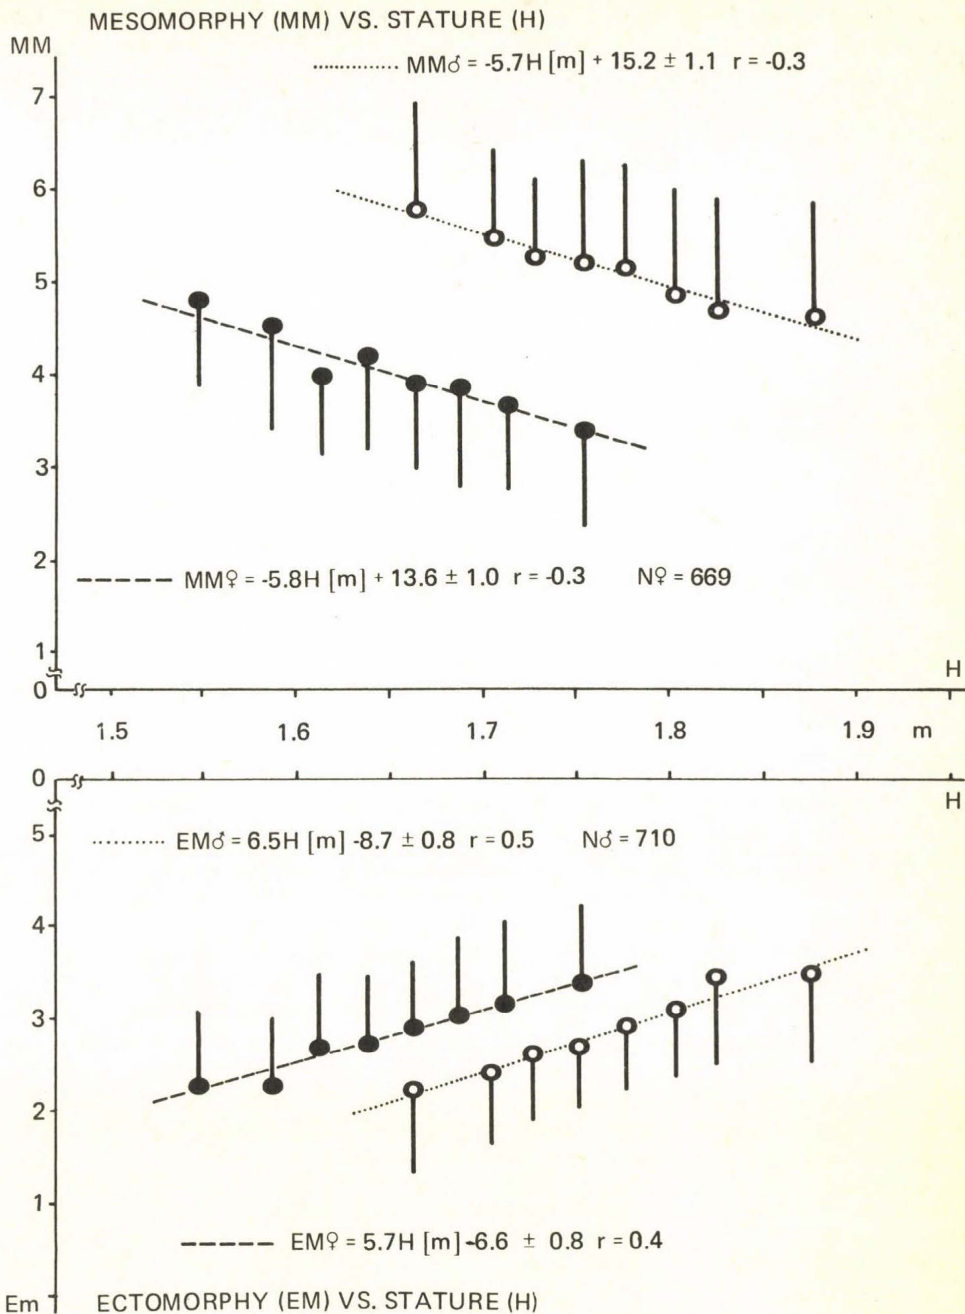 MESOMORPHY (MM) VS. STATURE (H)
MM
MM♂ = -5.7H [m] + 15.2 ± 1.1 r = -0.3
7
6
5
4
3
2
MM♀ = -5.8H [m] + 13.6 ± 1.0 r = -0.3 N♀ = 669
1
0
H
1.5 1.6 1.7 1.8 1.9 m
0
H
5
EM♂ = 6.5H [m] -8.7 ± 0.8 r = 0.5 N♂ = 710
4
3
2
1
EM♀ = 5.7H [m] -6.6 ± 0.8 r = 0.4
Em
ECTOMORPHY (EM) VS. STATURE (H)